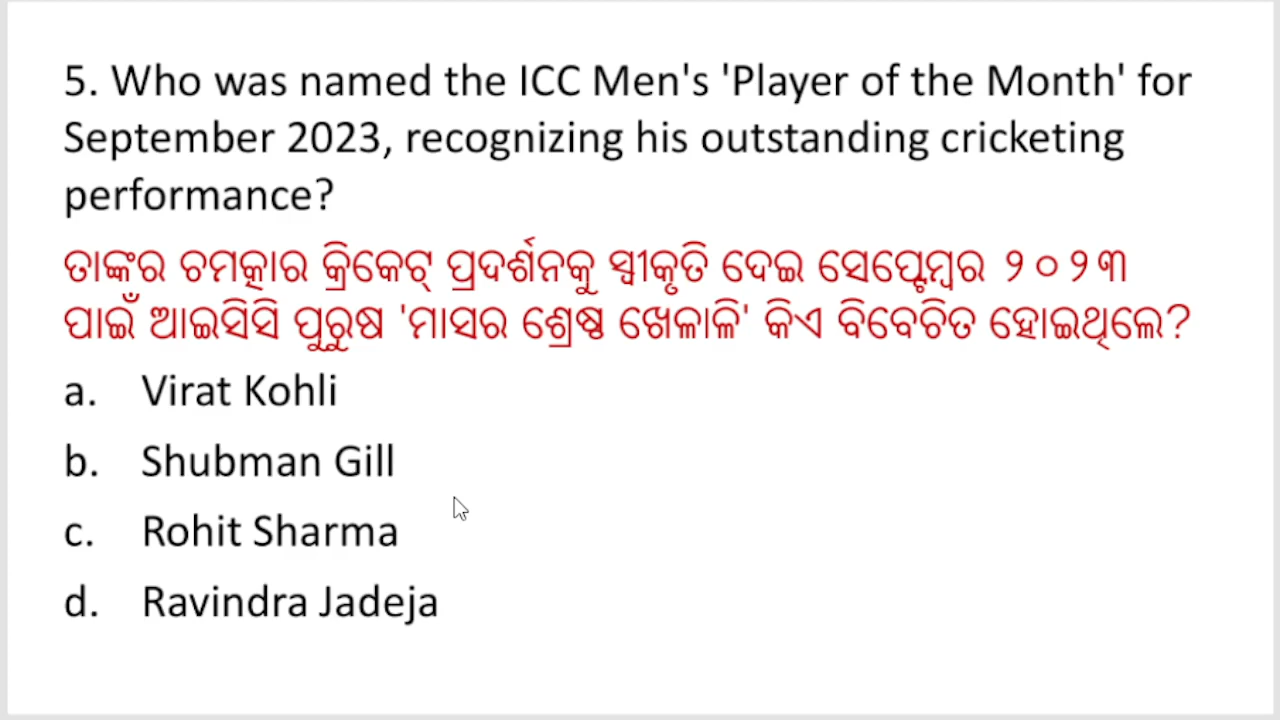 5. Who was named the ICC Men's 'Player of the Month' for
September 2023, recognizing his outstanding cricketing
performance?
ତାଙ୍କର ଚମତ୍କାର କ୍ରିକେଟ୍ ପ୍ରଦର୍ଶନକୁ ସ୍ୱୀକୃତି ଦେଇ ସେପ୍ଟେମ୍ବର ୨୦୨୩
ପାଇଁ ଆଇସିସି ପୁରୁଷ 'ମାସର ଶ୍ରେଷ୍ଠ ଖେଳାଳି' କିଏ ବିବେଚିତ ହୋଇଥିଲେ?
a. Virat Kohli
b. Shubman Gill
c. Rohit Sharma
d. Ravindra Jadeja